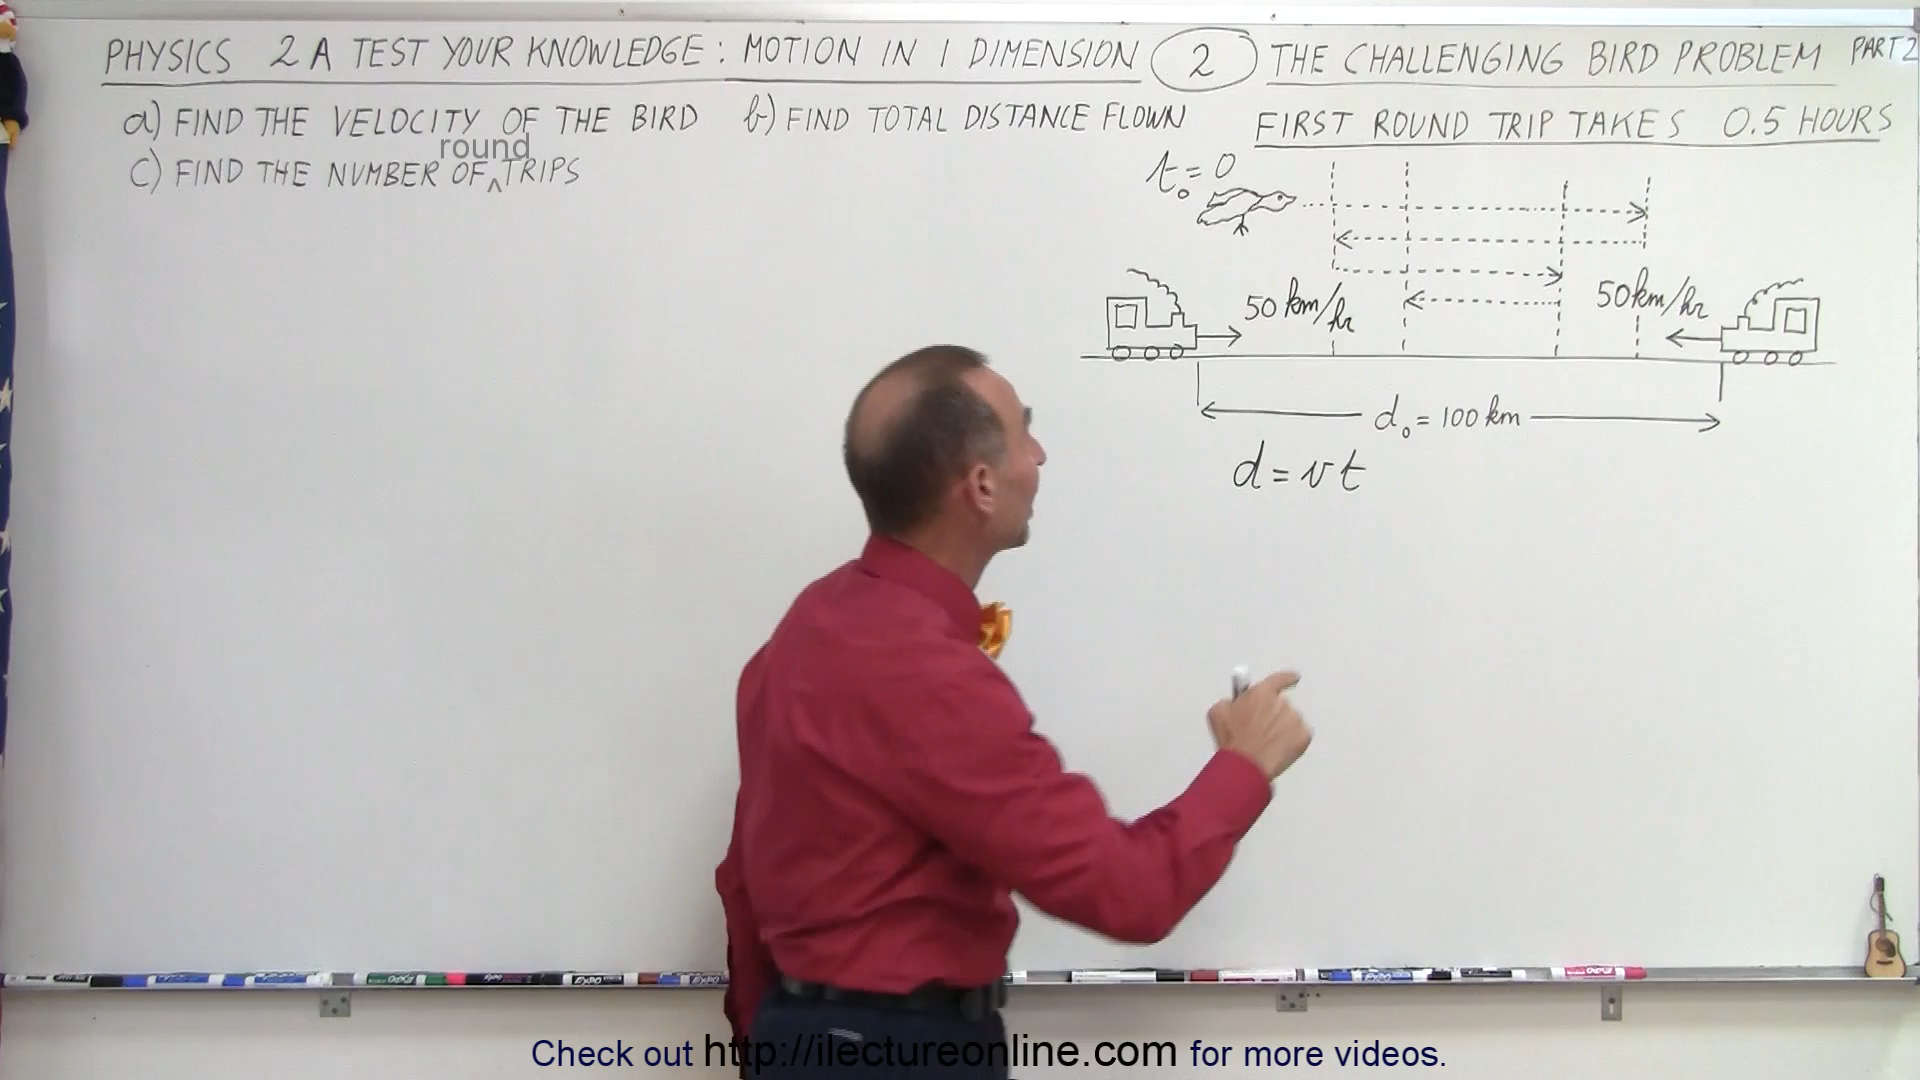 PHYSICS 2A TEST YOUR KNOWLEDGE: MOTION IN 1 DIMENSION 2 THE CHALLENGING BIRD PROBLEM PART 2
a) FIND THE VELOCITY OF THE BIRD b) FIND TOTAL DISTANCE FLOWN
round
c) FIND THE NUMBER OF ^ TRIPS
FIRST ROUND TRIP TAKES 0.5 HOURS
t₀ = 0
50 km/hr 50 km/hr
d₀ = 100 km
d = vt
Check out http://ilectureonline.com for more videos.